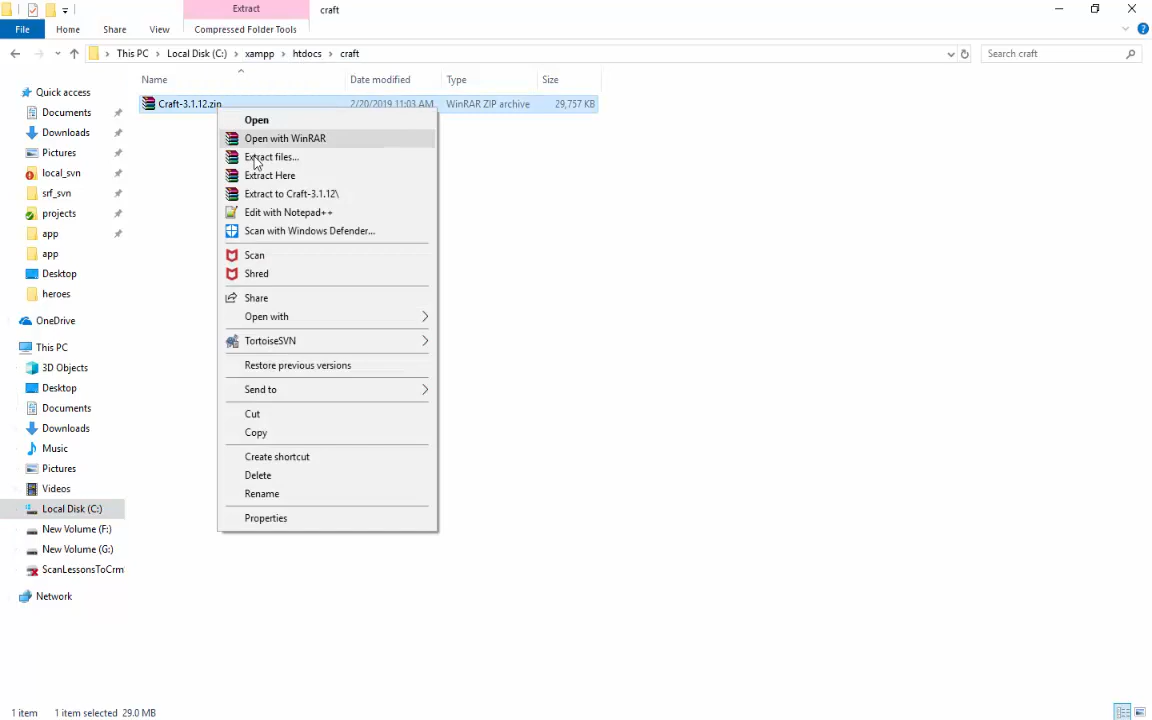 Extract
craft
File
Home
Share
View
Compressed Folder Tools
This PC
Local Disk (C:)
xampp
htdocs
craft
Search craft
Name
Date modified
Type
Size
Craft-3.1.12.zip
2/20/2019 11:03 AM
WinRAR ZIP archive
29,757 KB
Quick access
Documents
Downloads
Pictures
local_svn
srf_svn
projects
app
app
Desktop
heroes
OneDrive
This PC
3D Objects
Desktop
Documents
Downloads
Music
Pictures
Videos
Local Disk (C:)
New Volume (F:)
New Volume (G:)
ScanLessonsToCrm
Network
Open
Open with WinRAR
Extract files...
Extract Here
Extract to Craft-3.1.12\
Edit with Notepad++
Scan with Windows Defender...
Scan
Shred
Share
Open with
TortoiseSVN
Restore previous versions
Send to
Cut
Copy
Create shortcut
Delete
Rename
Properties
1 item
1 item selected 29.0 MB